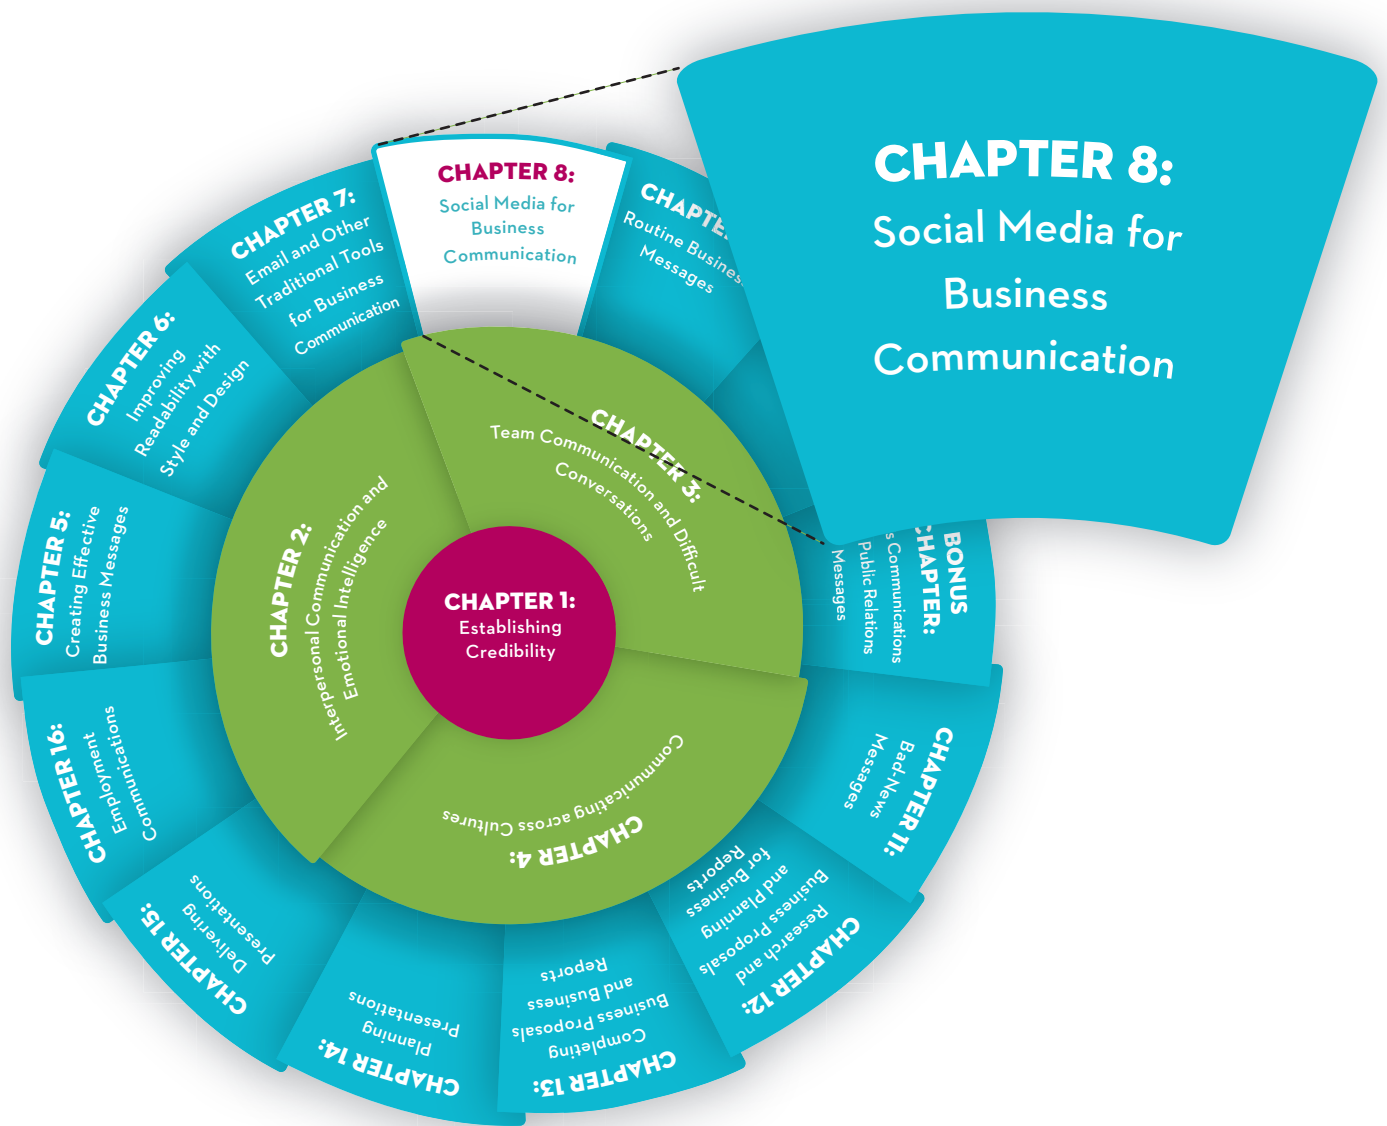 CHAPTER 8:
Social Media for
Business
Communication
CHAPTER 8:
Social Media for
Business
Communication
CHAPTER 7:
Email and Other
Traditional Tools
for Business
Communication
CHAPTER 6:
Improving
Readability with
Style and Design
CHAPTER 5:
Creating Effective
Business Messages
CHAPTER 16:
Employment
Communications
CHAPTER 15:
Delivering
Presentations
CHAPTER 14:
Planning
Presentations
CHAPTER 13:
Completing
Business Proposals
and Business
Reports
CHAPTER 12:
Research and
Business Proposals
and Planning
for Business
Reports
CHAPTER 11:
Bad-News
Messages
BONUS
CHAPTER:
s Communications
Public Relations
Messages
Routine
Messages
CHAPTER 2:
Interpersonal Communication and
Emotional Intelligence
CHAPTER 3:
Team Communication and Difficult
Conversations
CHAPTER 4:
Communicating across Cultures
CHAPTER 1:
Establishing
Credibility